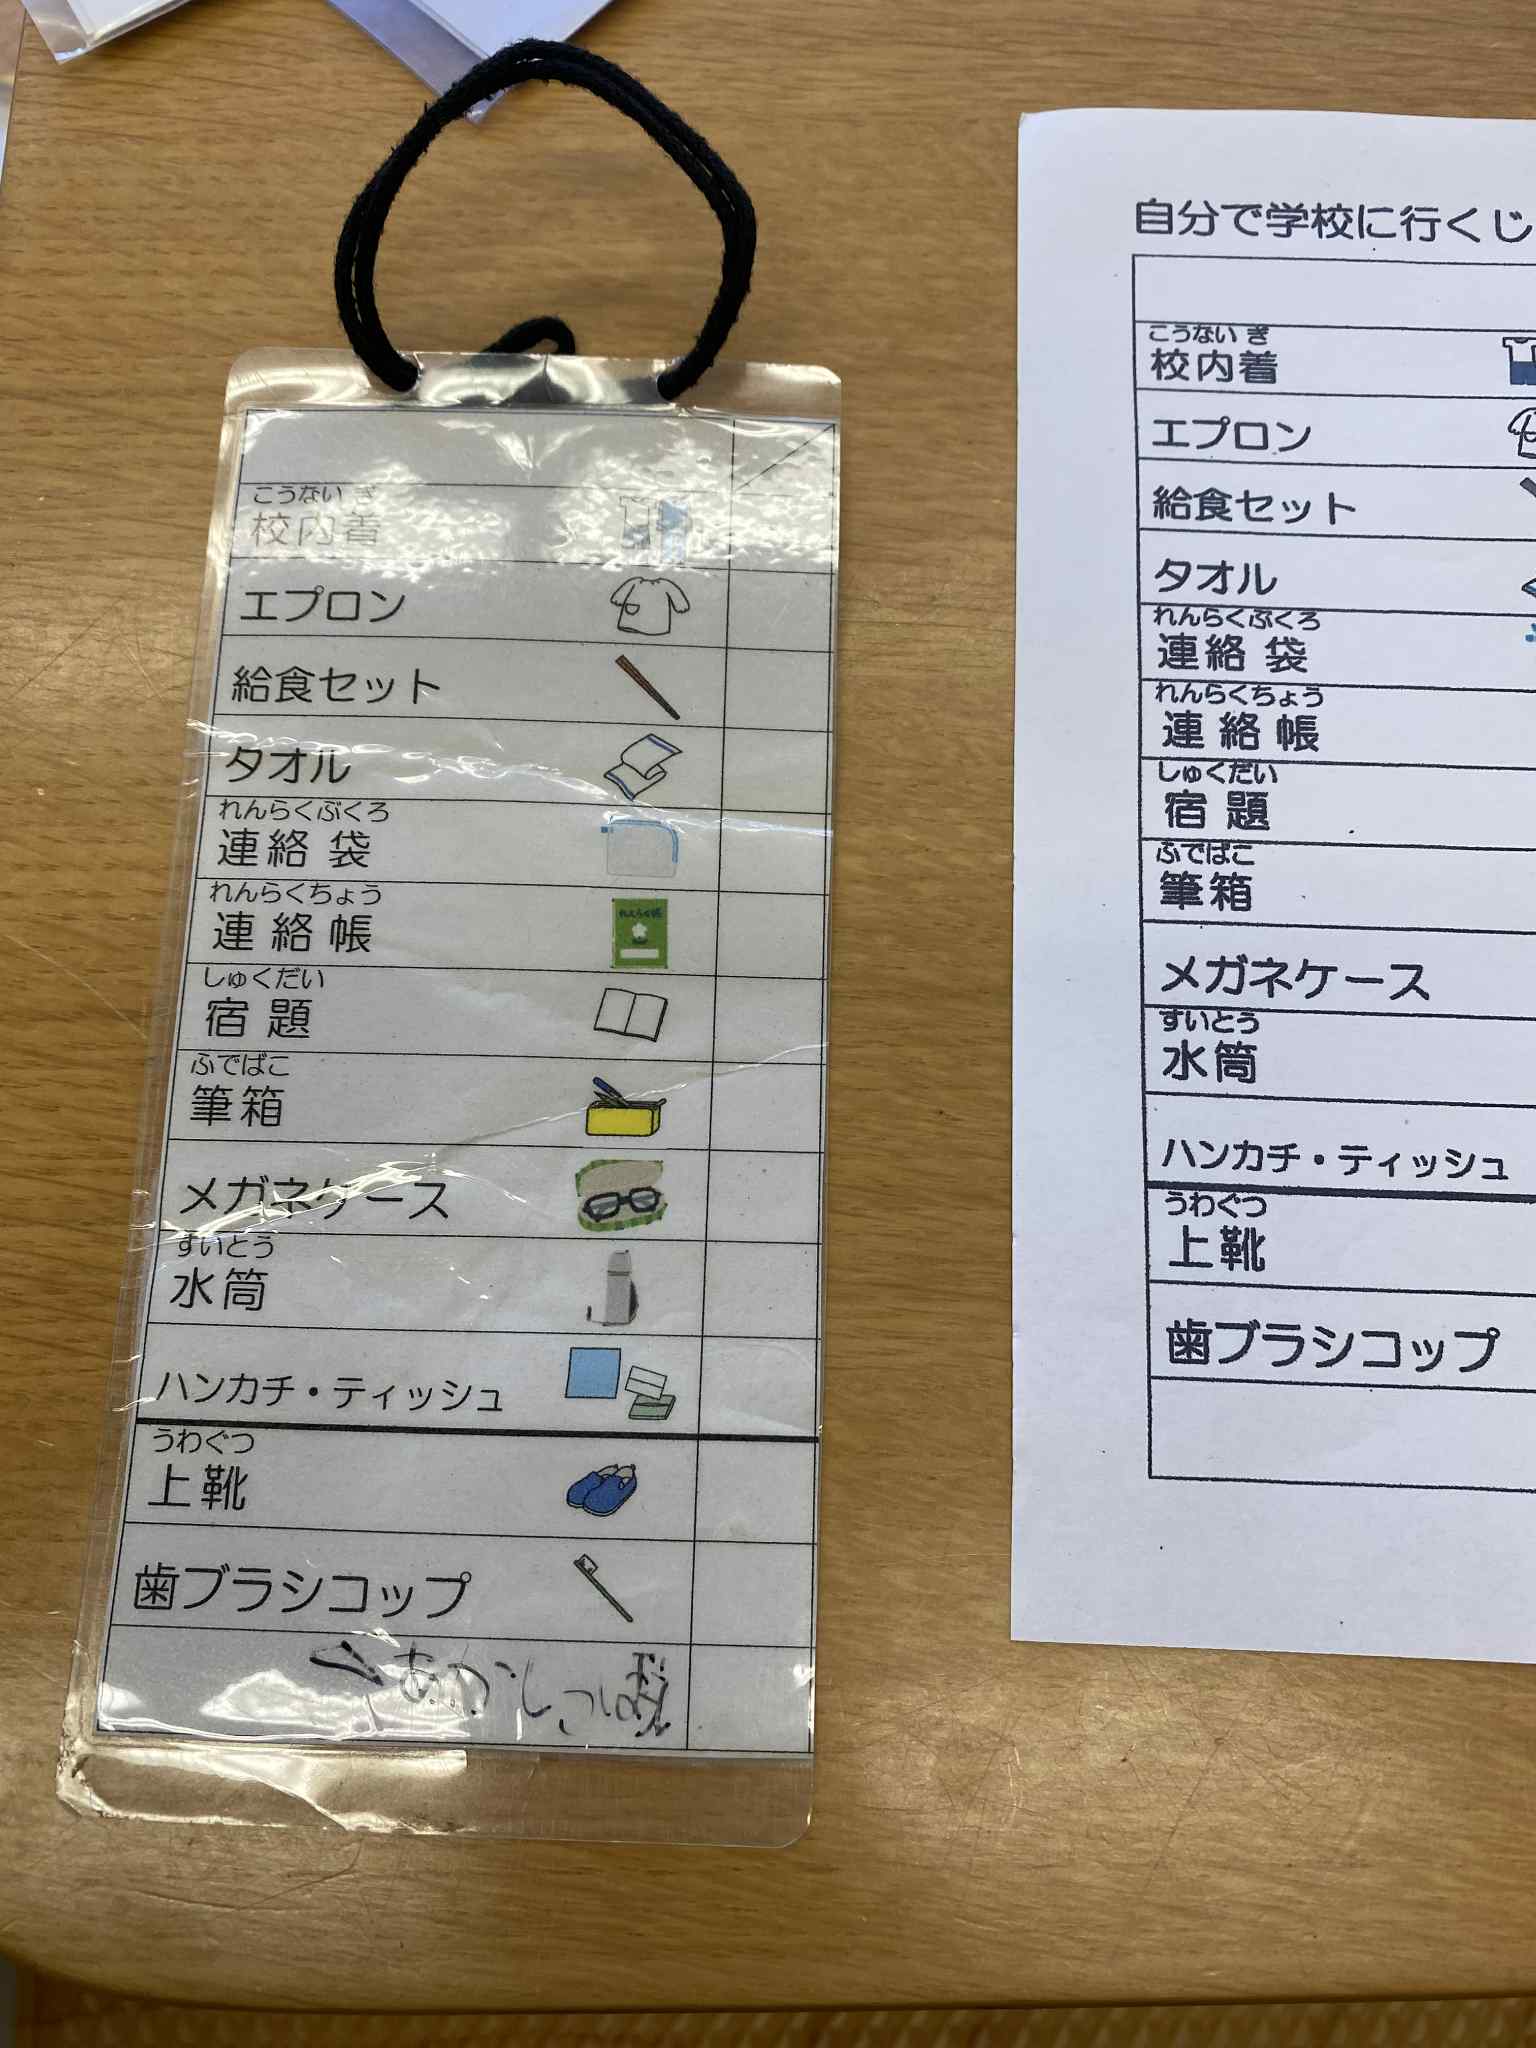 こうないぎ
校内着
エプロン
給食セット
タオル
れんらくぶくろ
連絡袋
れんらくちょう
連絡帳
れんらく帳
しゅくだい
宿題
ふでばこ
筆箱
メガネケース
すいとう
水筒
ハンカチ・ティッシュ
うわぐつ
上靴
歯ブラシコップ
自分で学校に行くじ
こうないぎ
校内着
エプロン
給食セット
タオル
れんらくぶくろ
連絡袋
れんらくちょう
連絡帳
しゅくだい
宿題
ふでばこ
筆箱
メガネケース
すいとう
水筒
ハンカチ・ティッシュ
うわぐつ
上靴
歯ブラシコップ